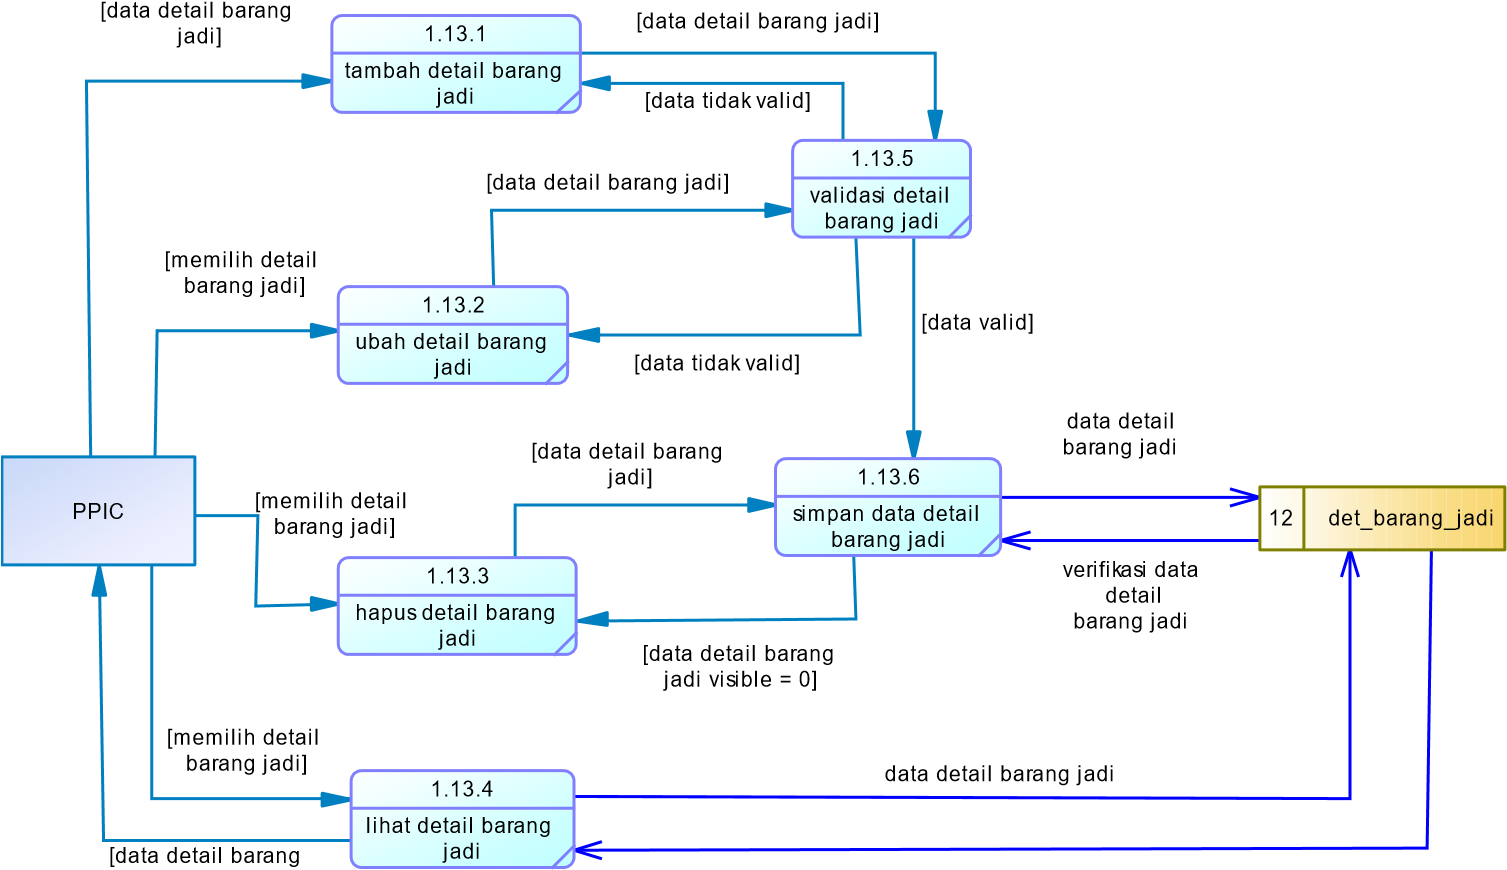 [data detail barang
jadi]
1.13.1
tambah detail barang
jadi
[data detail barang jadi]
[data tidak valid]
1.13.5
validasi detail
barang jadi
[data detail barang jadi]
[memilih detail
barang jadi]
1.13.2
ubah detail barang
jadi
[data tidak valid]
[data valid]
data detail
barang jadi
[data detail barang
jadi]
1.13.6
simpan data detail
barang jadi
PPIC
[memilih detail
barang jadi]
12
det_barang_jadi
verifikasi data
detail
barang jadi
1.13.3
hapus detail barang
jadi
[data detail barang
jadi visible = 0]
[memilih detail
barang jadi]
1.13.4
lihat detail barang
jadi
data detail barang jadi
[data detail barang